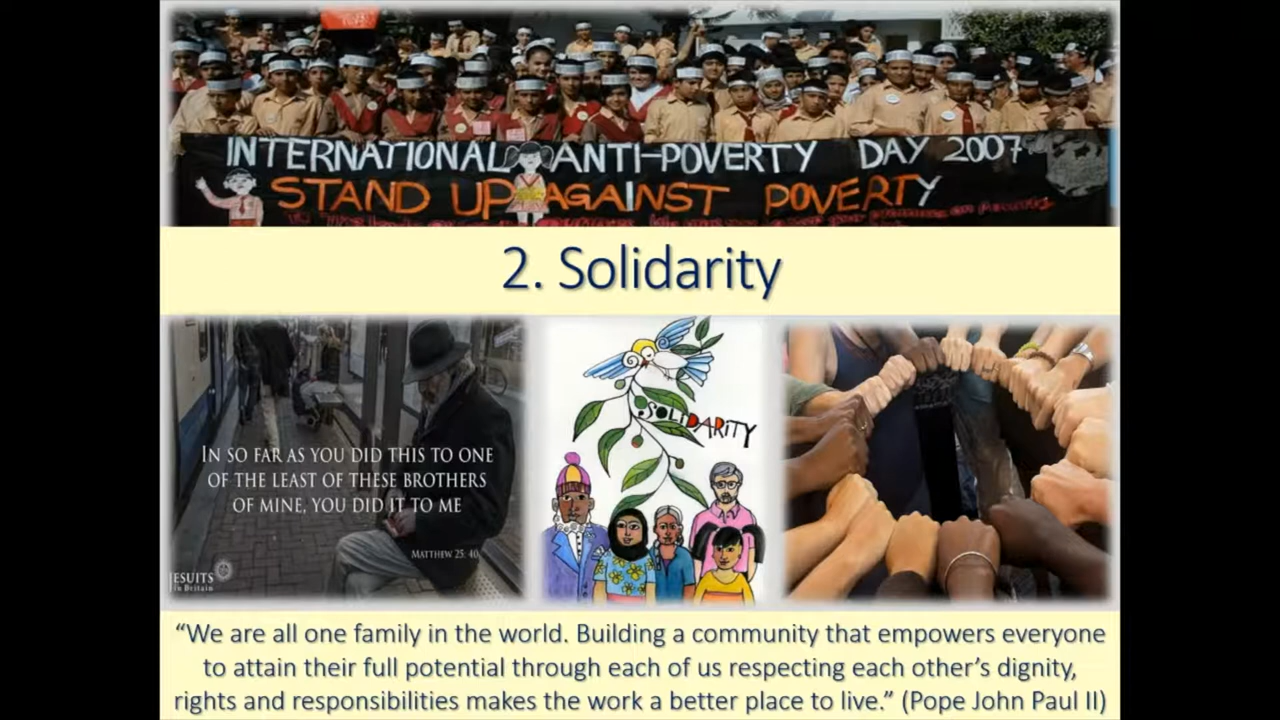 INTERNATIONAL ANTI-POVERTY DAY 2007
STAND UP AGAINST POVERTY
2. Solidarity
IN SO FAR AS YOU DID THIS TO ONE
OF THE LEAST OF THESE BROTHERS
OF MINE, YOU DID IT TO ME
MATTHEW 25: 40
JESUITS
in Britain
SOLIDARITY
“We are all one family in the world. Building a community that empowers everyone
to attain their full potential through each of us respecting each other’s dignity,
rights and responsibilities makes the work a better place to live.” (Pope John Paul II)